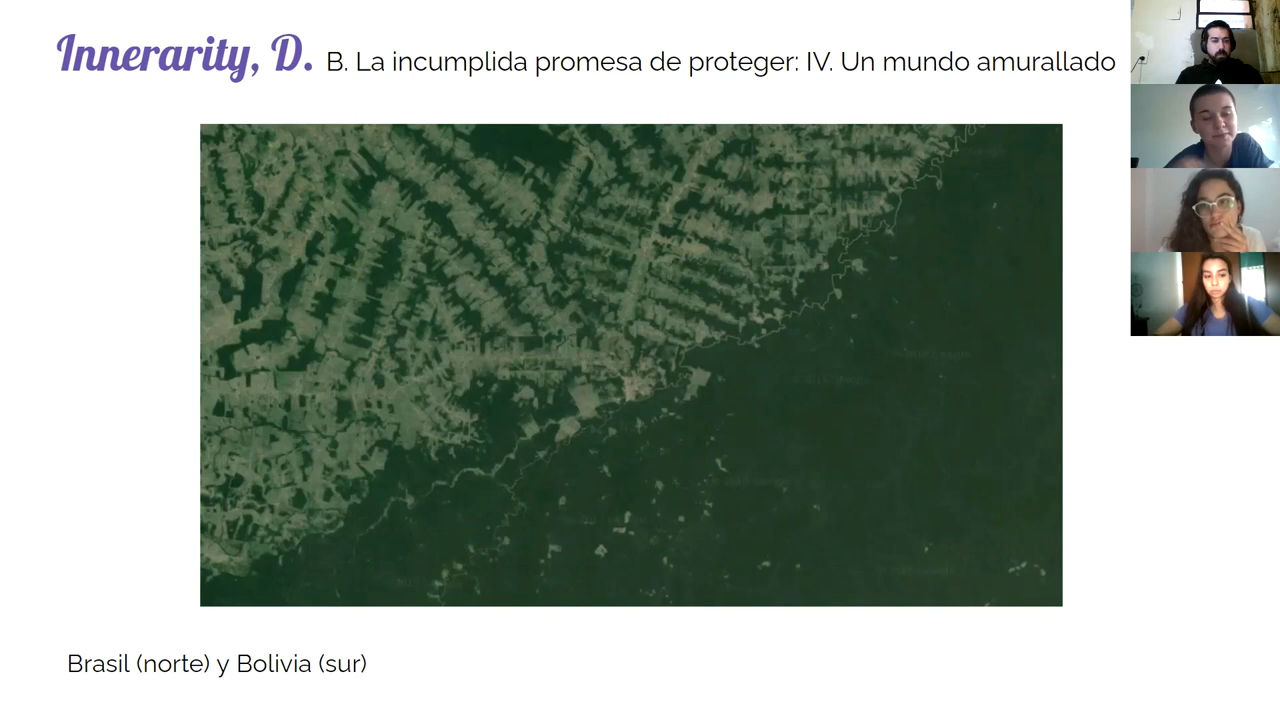 Innerarity, D. B. La incumplida promesa de proteger: IV. Un mundo amurallado
Brasil (norte) y Bolivia (sur)